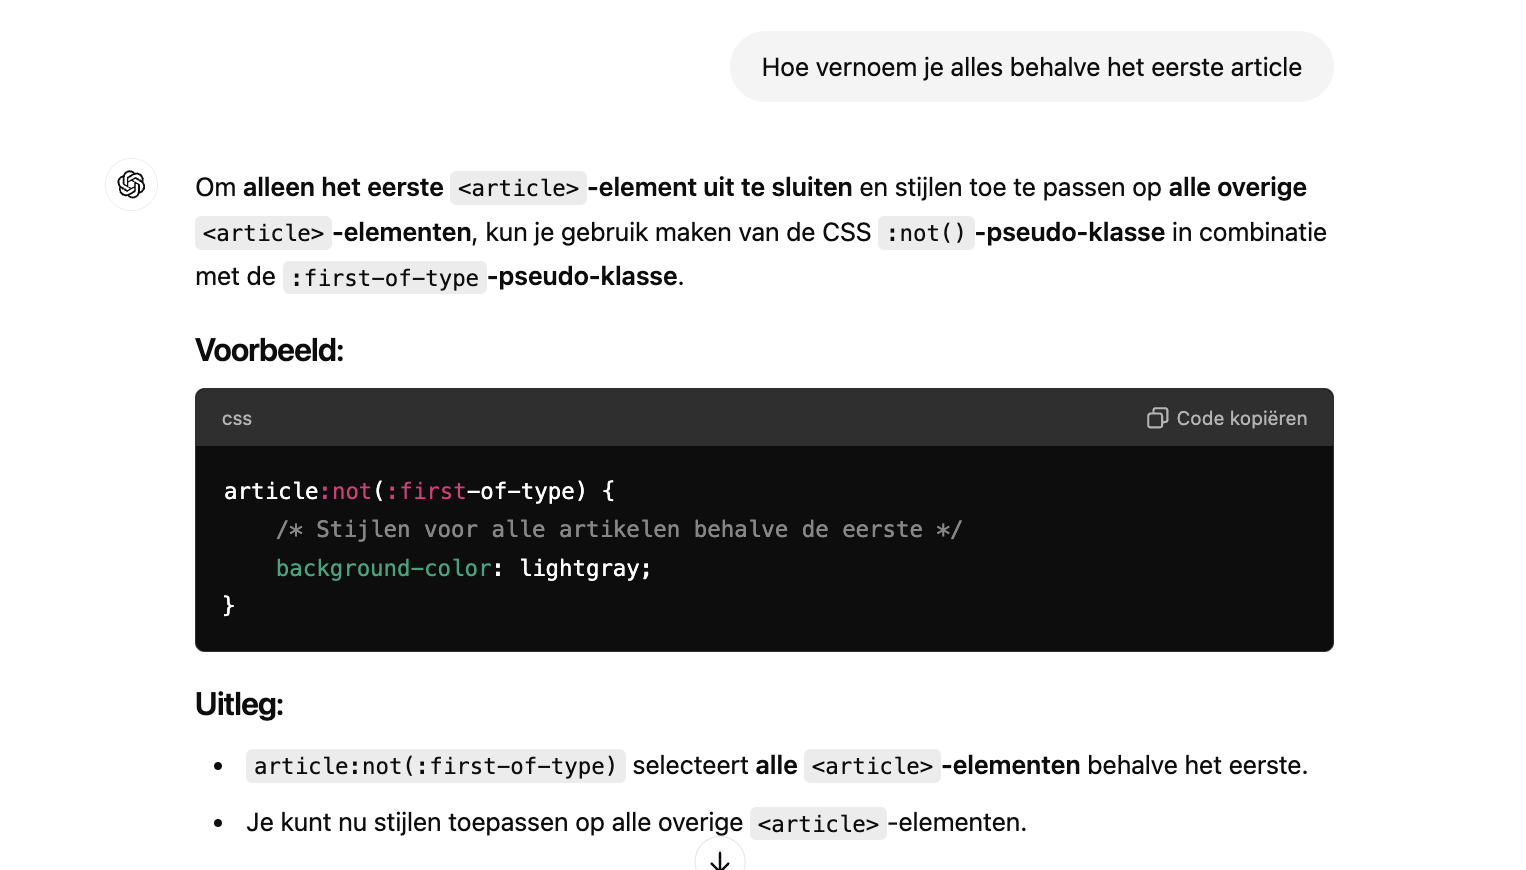 Hoe vernoem je alles behalve het eerste article
Om alleen het eerste <article>-element uit te sluiten en stijlen toe te passen op alle overige
<article>-elementen, kun je gebruik maken van de CSS :not()-pseudo-klasse in combinatie
met de :first-of-type-pseudo-klasse.
Voorbeeld:
css
Code kopiëren
article:not(:first-of-type) {
/* Stijlen voor alle artikelen behalve de eerste */
background-color: lightgray;
}
Uitleg:
• article:not(:first-of-type) selecteert alle <article>-elementen behalve het eerste.
• Je kunt nu stijlen toepassen op alle overige <article>-elementen.